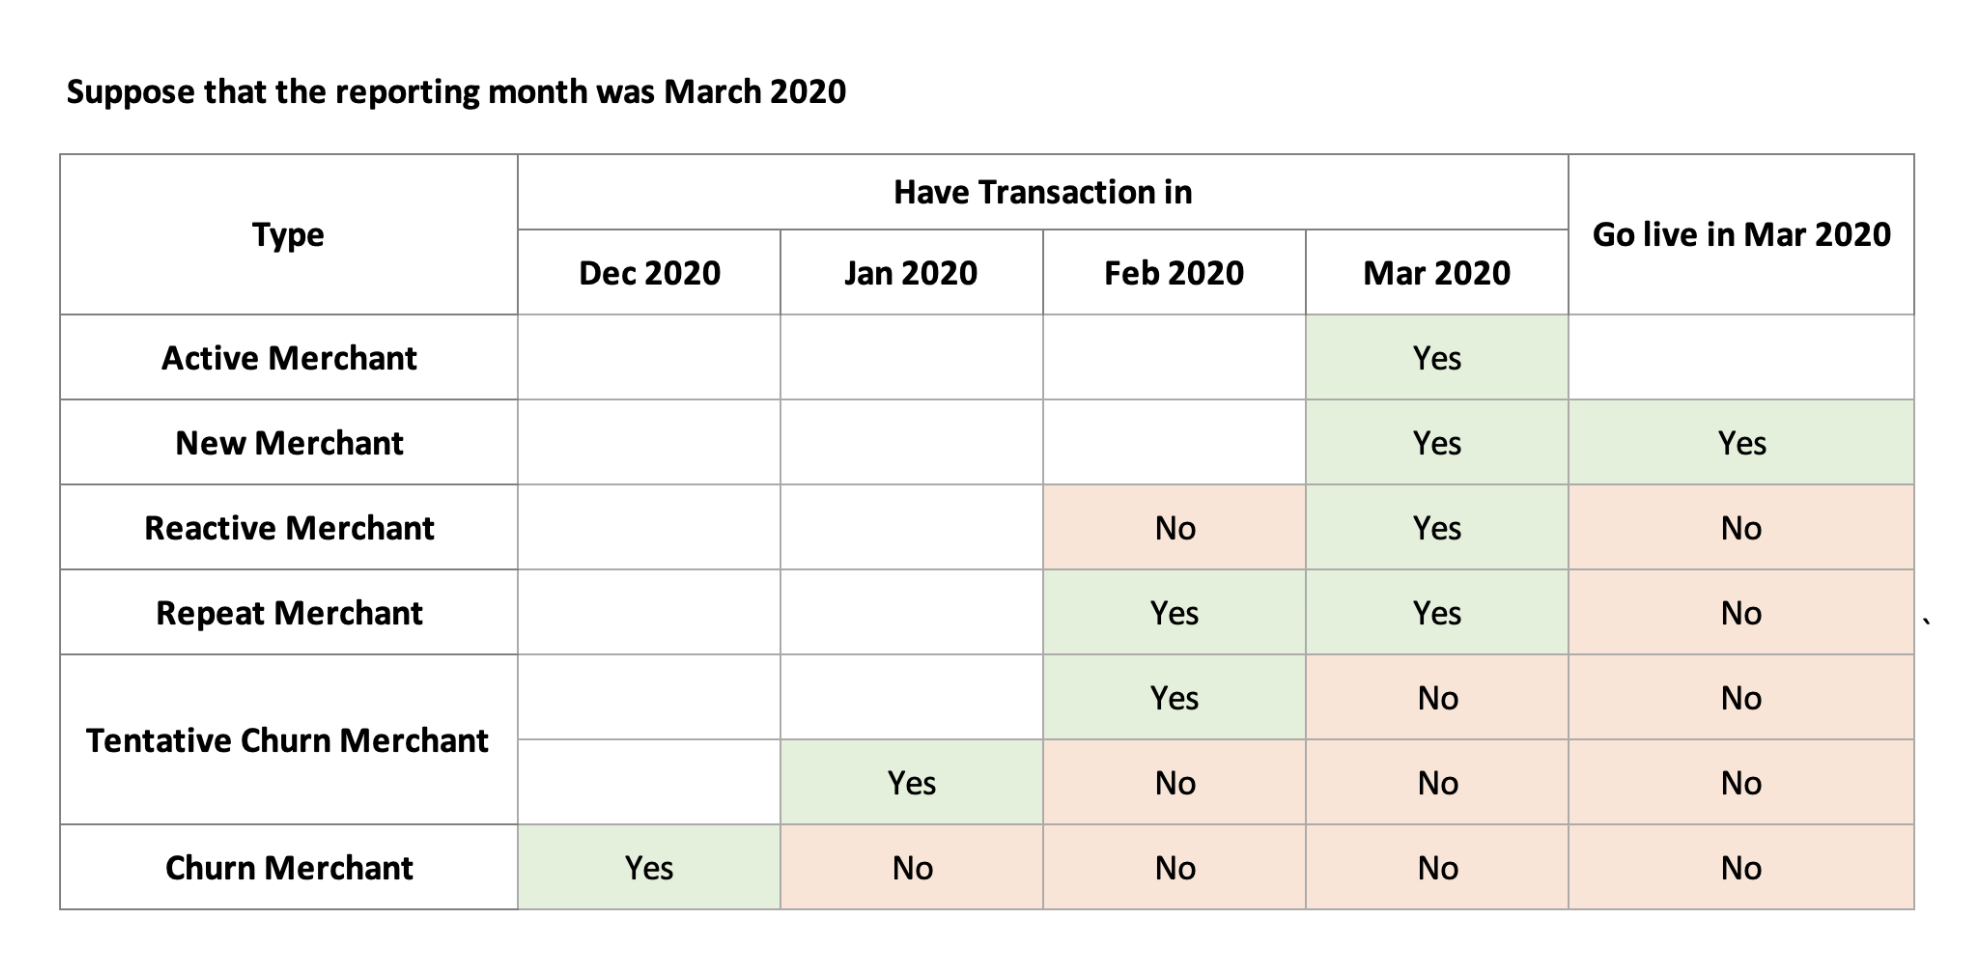 Suppose that the reporting month was March 2020
Type Have Transaction in Go live in Mar 2020
Dec 2020 Jan 2020 Feb 2020 Mar 2020
Active Merchant Yes
New Merchant Yes Yes
Reactive Merchant No Yes No
Repeat Merchant Yes Yes No `
Tentative Churn Merchant Yes No No
Yes No No No
Churn Merchant Yes No No No No